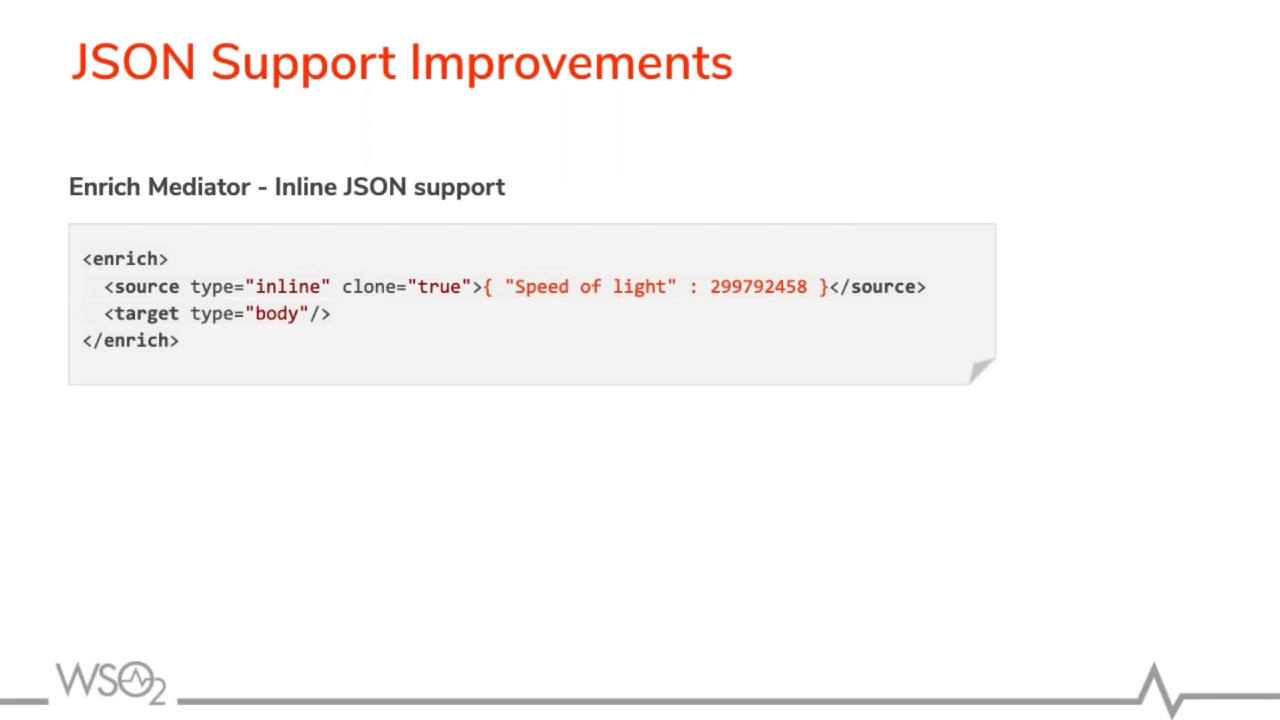 JSON Support Improvements
Enrich Mediator - Inline JSON support
<enrich>
  <source type="inline" clone="true">{ "Speed of light" : 299792458 }</source>
  <target type="body"/>
</enrich>
WSO2